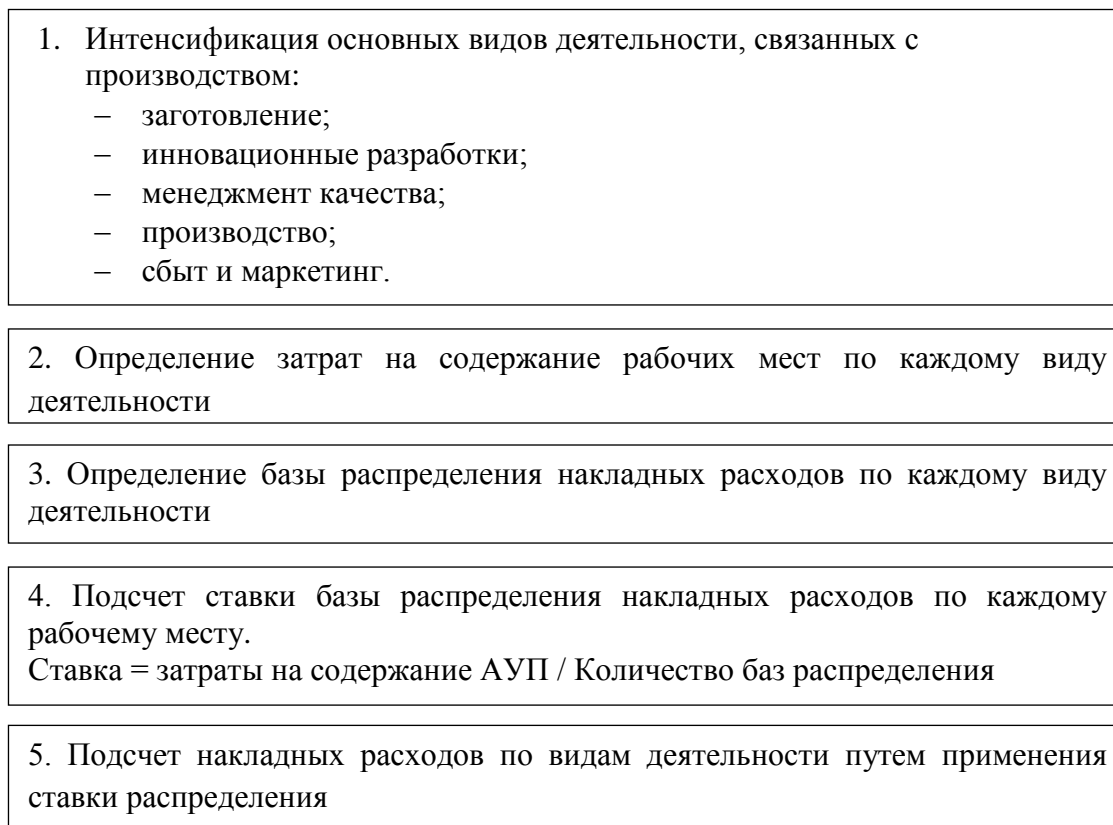 1. Интенсификация основных видов деятельности, связанных с
производством:
– заготовление;
– инновационные разработки;
– менеджмент качества;
– производство;
– сбыт и маркетинг.
2. Определение затрат на содержание рабочих мест по каждому виду
деятельности
3. Определение базы распределения накладных расходов по каждому виду
деятельности
4. Подсчет ставки базы распределения накладных расходов по каждому
рабочему месту.
Ставка = затраты на содержание АУП / Количество баз распределения
5. Подсчет накладных расходов по видам деятельности путем применения
ставки распределения